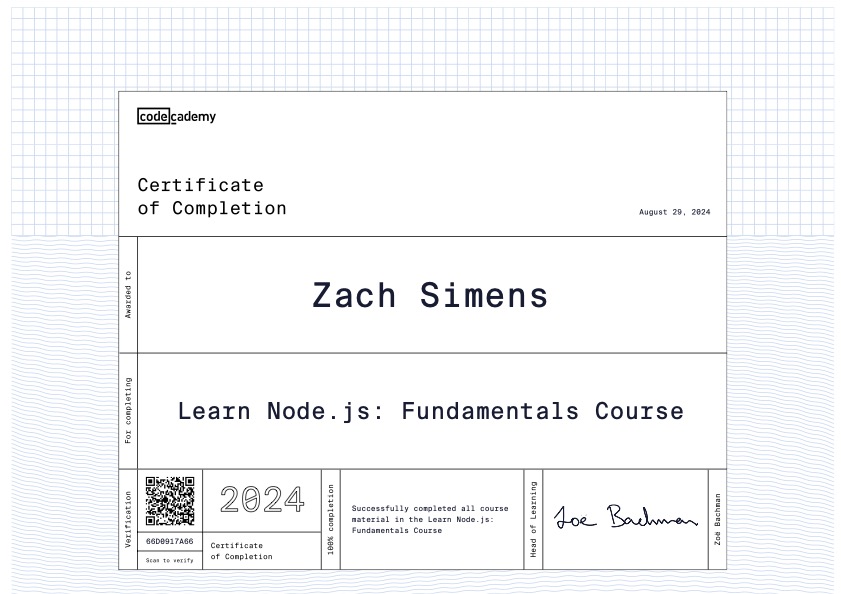 codecademy
Certificate
of Completion
August 29, 2024
Awarded to
Zach Simens
For completing
Learn Node.js: Fundamentals Course
Verification
66D0917A66
Scan to verify
2024
Certificate
of Completion
100% completion
Successfully completed all course
material in the Learn Node.js:
Fundamentals Course
Head of Learning
Zoe Bachman
Zoë Bachman